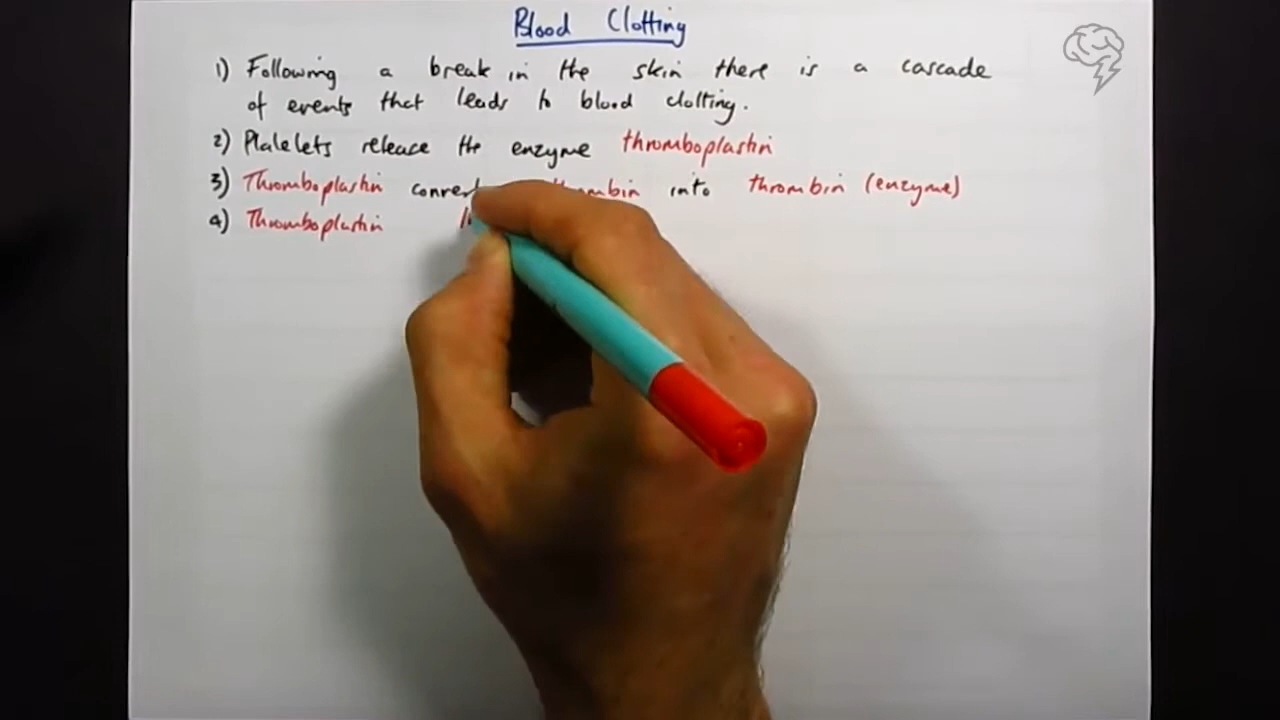 Blood Clotting
1) Following a break in the skin there is a cascade
of events that leads to blood clotting.
2) Platelets release the enzyme thromboplastin
3) Thromboplastin into thrombin (enzyme)
4) Thromboplastin